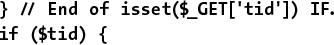 } // End of isset($_GET['tid']) IF.
if ($tid) {